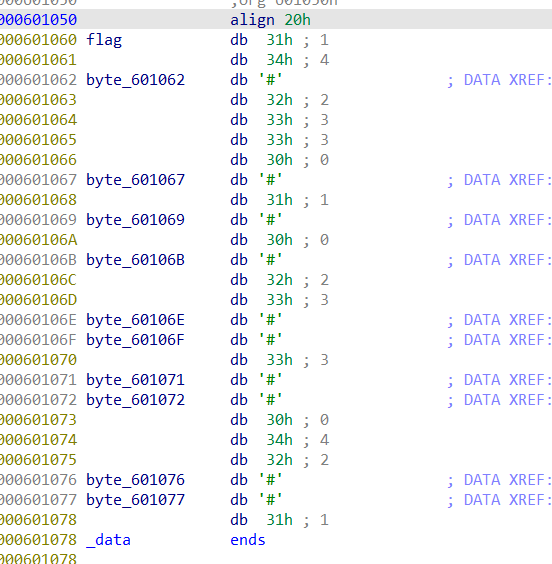 000601050 ;org 601050h
000601050 align 20h
000601060 flag db 31h ; 1
000601061 db 34h ; 4
000601062 byte_601062 db '#' ; DATA XREF:
000601063 db 32h ; 2
000601064 db 33h ; 3
000601065 db 33h ; 3
000601066 db 30h ; 0
000601067 byte_601067 db '#' ; DATA XREF:
000601068 db 31h ; 1
000601069 byte_601069 db '#' ; DATA XREF:
00060106A db 30h ; 0
00060106B byte_60106B db '#' ; DATA XREF:
00060106C db 32h ; 2
00060106D db 33h ; 3
00060106E byte_60106E db '#' ; DATA XREF:
00060106F byte_60106F db '#' ; DATA XREF:
000601070 db 33h ; 3
000601071 byte_601071 db '#' ; DATA XREF:
000601072 byte_601072 db '#' ; DATA XREF:
000601073 db 30h ; 0
000601074 db 34h ; 4
000601075 db 32h ; 2
000601076 byte_601076 db '#' ; DATA XREF:
000601077 byte_601077 db '#' ; DATA XREF:
000601078 db 31h ; 1
000601078 _data ends
000601078